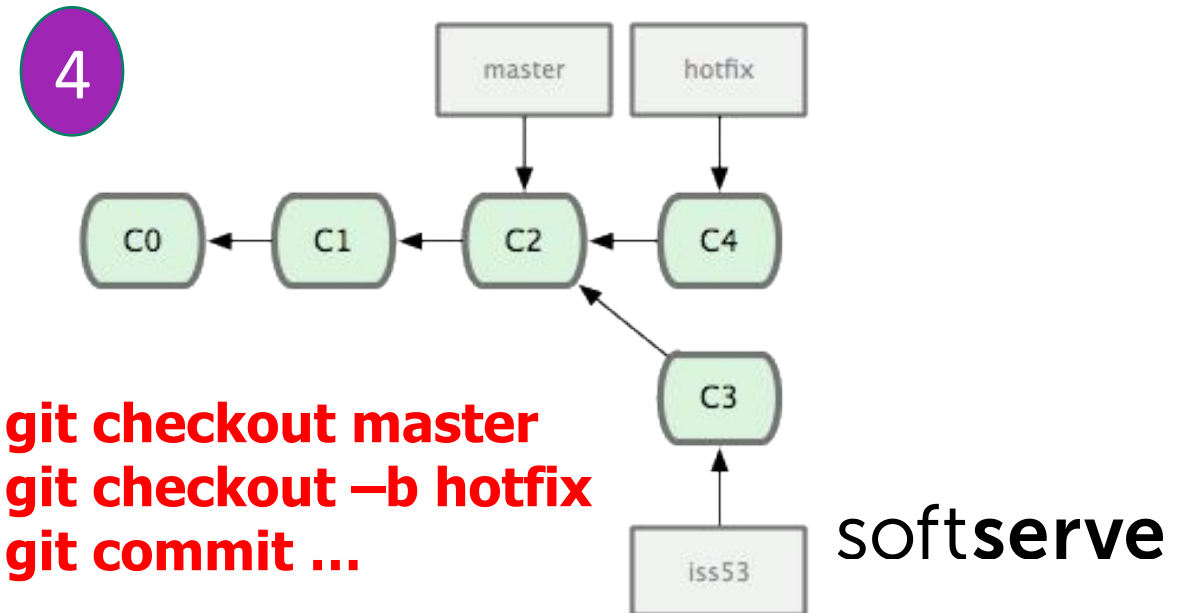 4
master
hotfix
C0
C1
C2
C4
C3
git checkout master
git checkout –b hotfix
git commit ...
iss53
softserve